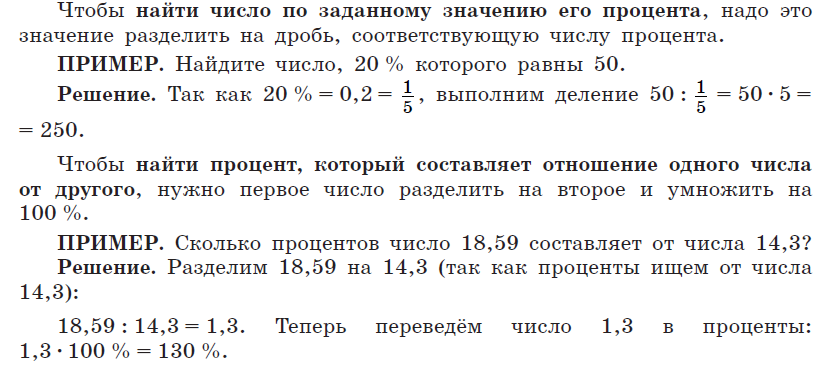 Чтобы найти число по заданному значению его процента, надо это
значение разделить на дробь, соответствующую числу процента.
ПРИМЕР. Найдите число, 20 % которого равны 50.
Решение. Так как 20 % = 0,2 = 1/5, выполним деление 50 : 1/5 = 50 · 5 =
= 250.
Чтобы найти процент, который составляет отношение одного числа
от другого, нужно первое число разделить на второе и умножить на
100 %.
ПРИМЕР. Сколько процентов число 18,59 составляет от числа 14,3?
Решение. Разделим 18,59 на 14,3 (так как проценты ищем от числа
14,3):
18,59 : 14,3 = 1,3. Теперь переведём число 1,3 в проценты:
1,3 · 100 % = 130 %.